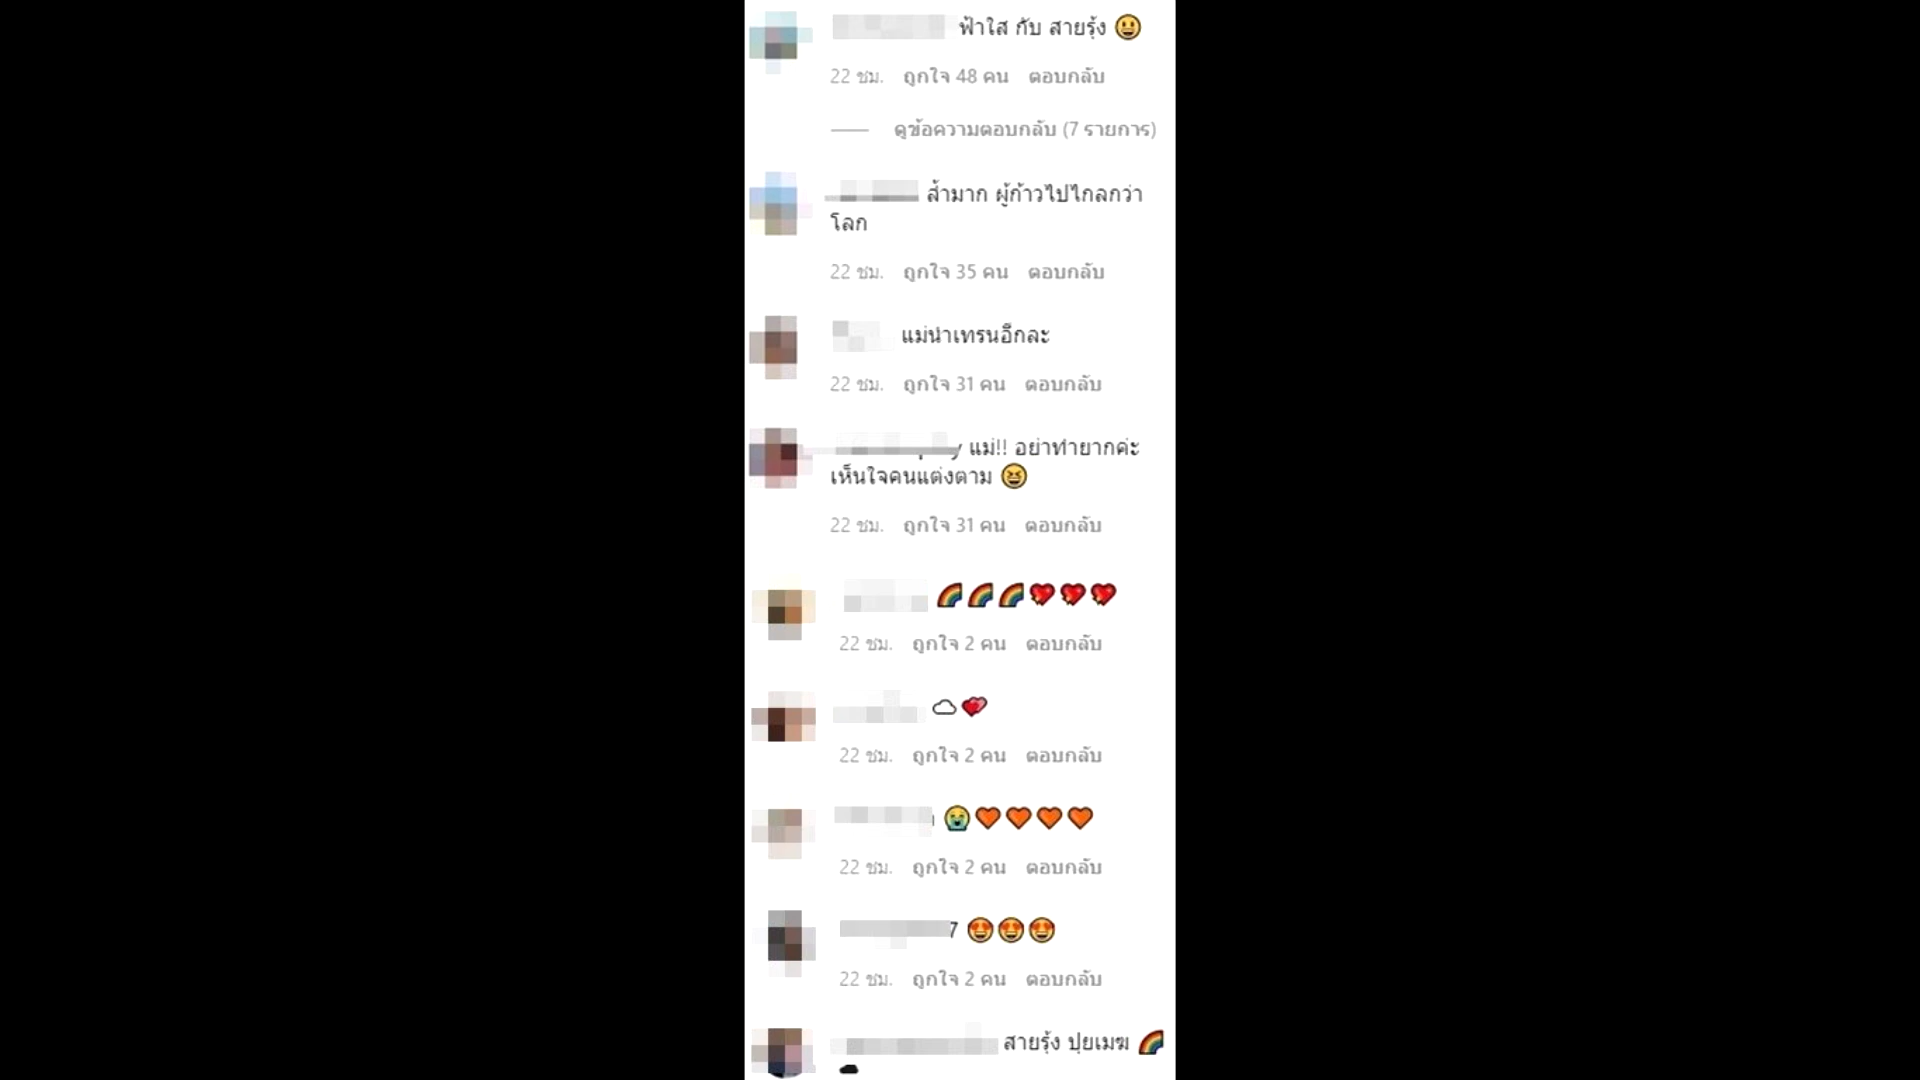 ฟ้าใส กับ สายรุ้ง 😃
22 ชม. ถูกใจ 48 คน ตอบกลับ
ดูข้อความตอบกลับ (7 รายการ)
ล้ำมาก ผู้ก้าวไปไกลกว่า
โลก
22 ชม. ถูกใจ 35 คน ตอบกลับ
แม่นำเทรนอีกละ
22 ชม. ถูกใจ 31 คน ตอบกลับ
แม่!! อย่าทำยากค่ะ
เห็นใจคนแต่งตาม 😆
22 ชม. ถูกใจ 31 คน ตอบกลับ
🌈🌈🌈💖💖💖
22 ชม. ถูกใจ 2 คน ตอบกลับ
☁💕
22 ชม. ถูกใจ 2 คน ตอบกลับ
😭🧡🧡🧡🧡
22 ชม. ถูกใจ 2 คน ตอบกลับ
7 😍😍😍
22 ชม. ถูกใจ 2 คน ตอบกลับ
สายรุ้ง ปุยเมฆ 🌈